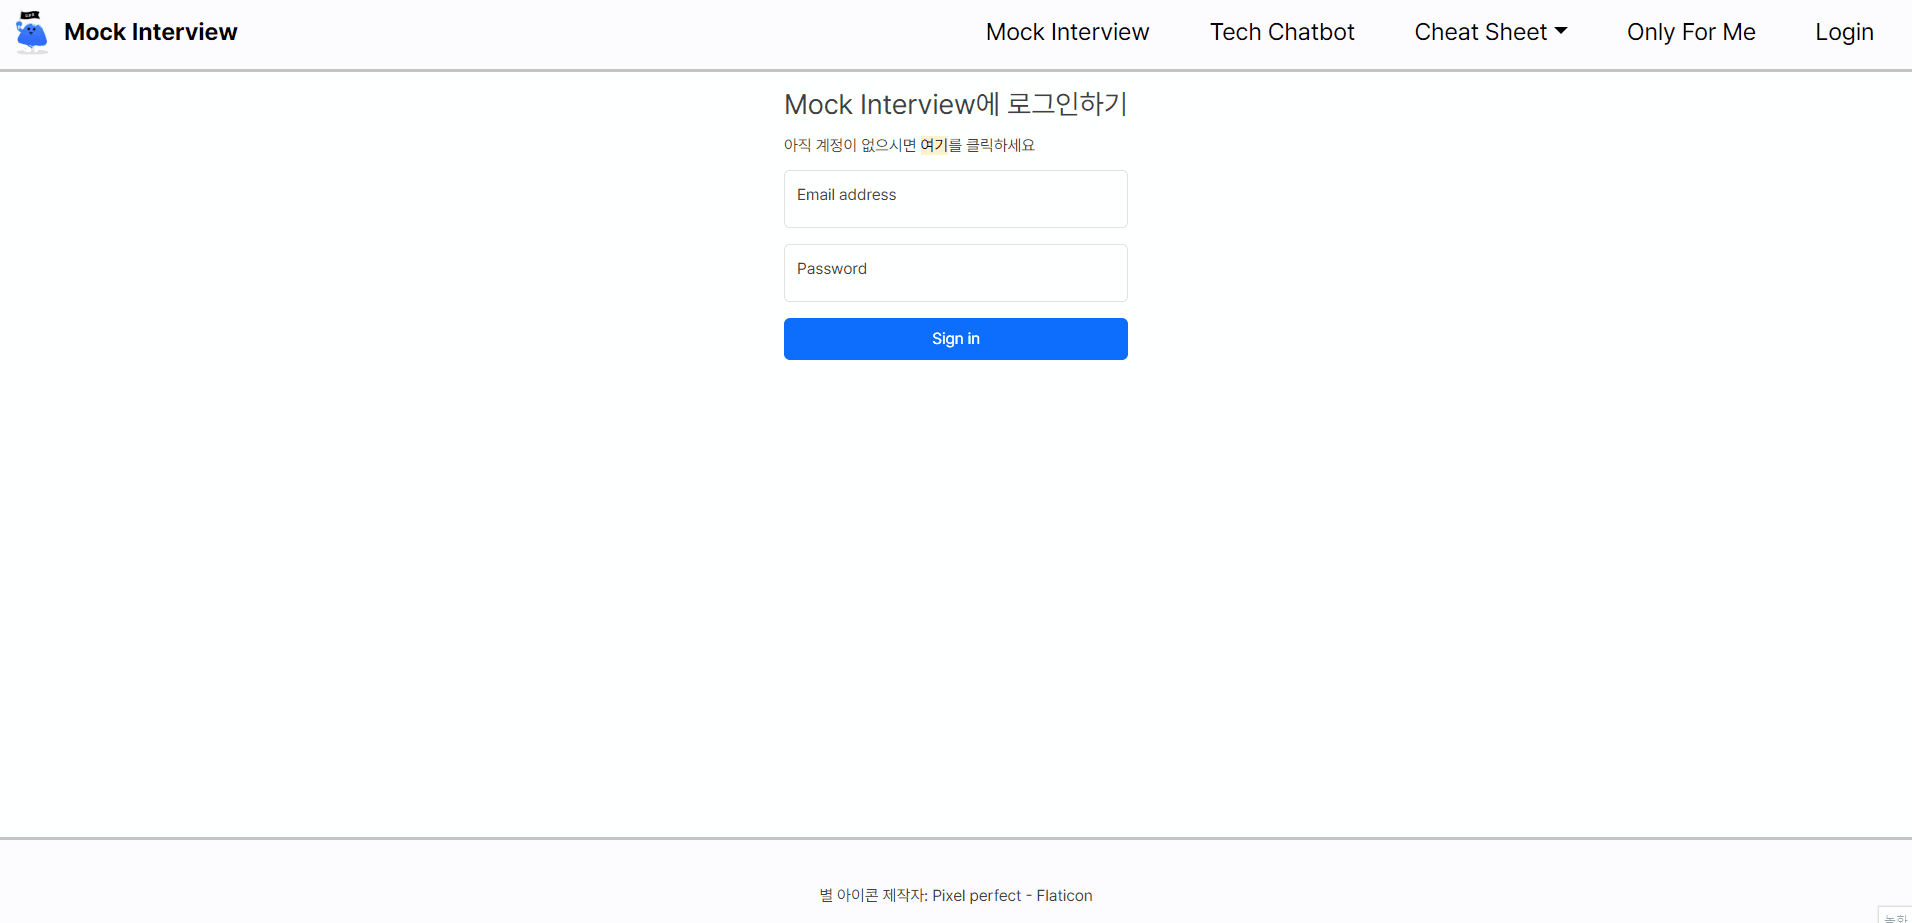 Mock Interview
Mock Interview Tech Chatbot Cheat Sheet Only For Me Login
Mock Interview에 로그인하기
아직 계정이 없으시면 여기를 클릭하세요
Email address
Password
Sign in
별 아이콘 제작자: Pixel perfect - Flaticon